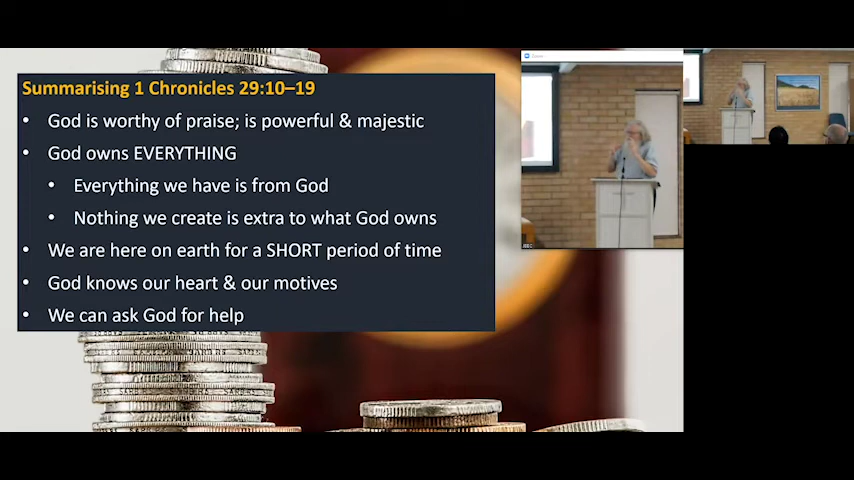 Summarising 1 Chronicles 29:10–19
• God is worthy of praise; is powerful & majestic
• God owns EVERYTHING
• Everything we have is from God
• Nothing we create is extra to what God owns
• We are here on earth for a SHORT period of time
• God knows our heart & our motives
• We can ask God for help
Zoom